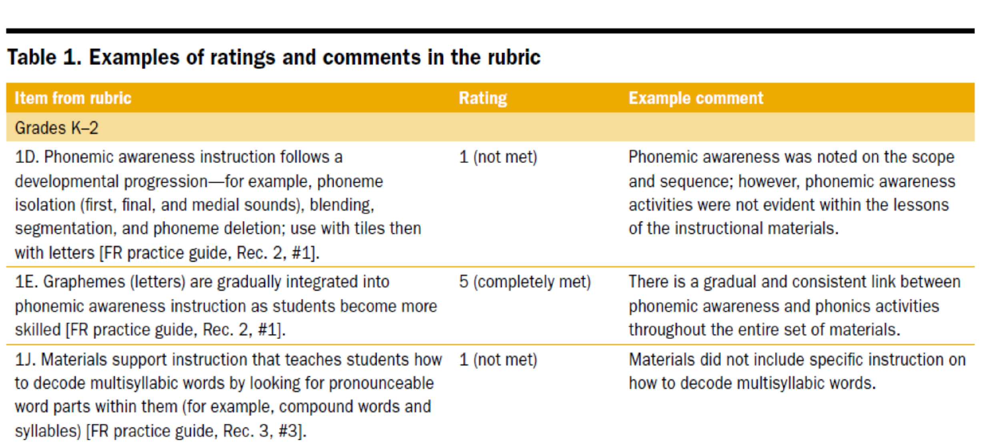 Table 1. Examples of ratings and comments in the rubric
Item from rubric Rating Example comment
Grades K–2
1D. Phonemic awareness instruction follows a 1 (not met) Phonemic awareness was noted on the scope
developmental progression—for example, phoneme and sequence; however, phonemic awareness
isolation (first, final, and medial sounds), blending, activities were not evident within the lessons
segmentation, and phoneme deletion; use with tiles then of the instructional materials.
with letters [FR practice guide, Rec. 2, #1].
1E. Graphemes (letters) are gradually integrated into 5 (completely met) There is a gradual and consistent link between
phonemic awareness instruction as students become more phonemic awareness and phonics activities
skilled [FR practice guide, Rec. 2, #1]. throughout the entire set of materials.
1J. Materials support instruction that teaches students how 1 (not met) Materials did not include specific instruction on
to decode multisyllabic words by looking for pronounceable how to decode multisyllabic words.
word parts within them (for example, compound words and
syllables) [FR practice guide, Rec. 3, #3].